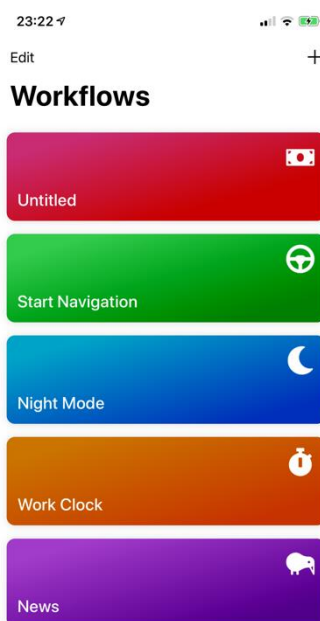 23:22
Edit
Workflows
Untitled
Start Navigation
Night Mode
Work Clock
News